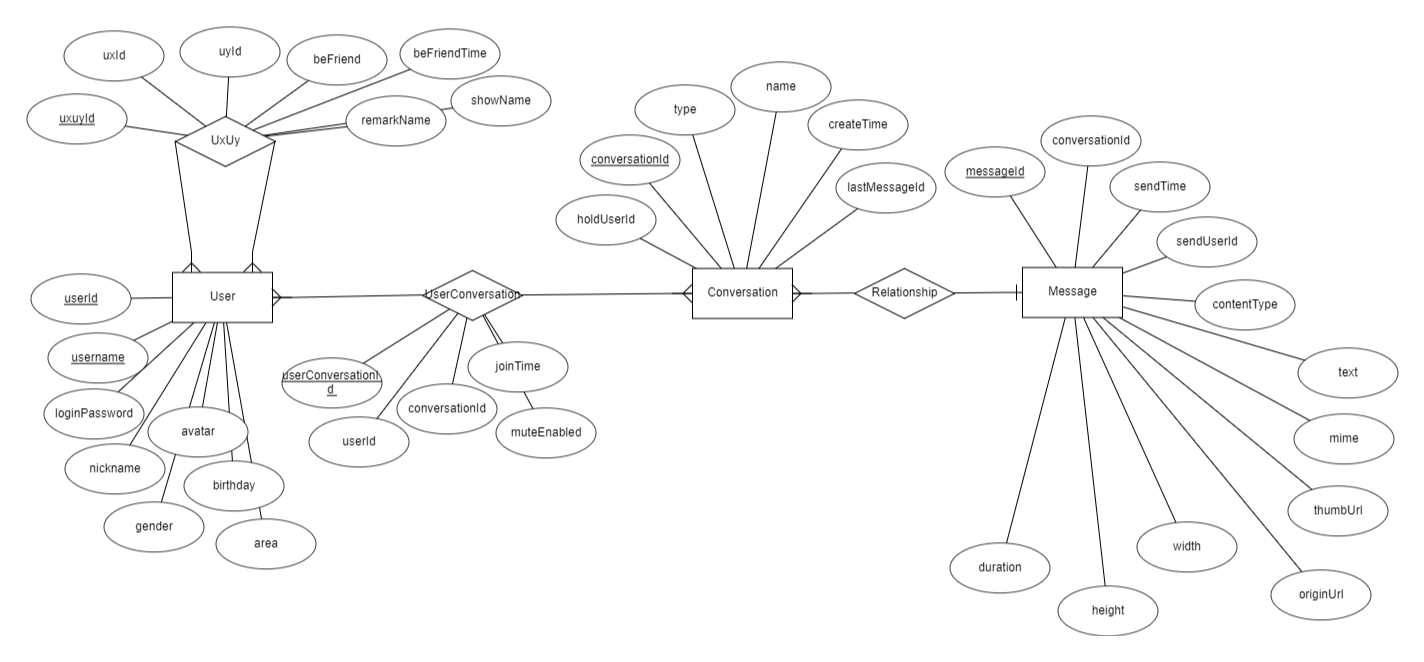 uxId
uyId
beFriend
beFriendTime
uxuyId
remarkName
showName
UxUy
userId
User
username
loginPassword
nickname
avatar
gender
birthday
area
UserConversation
userConversationI
d
userId
conversationId
joinTime
muteEnabled
holdUserId
conversationId
type
name
createTime
lastMessageId
Conversation
Relationship
messageId
conversationId
sendTime
sendUserId
Message
contentType
text
mime
thumbUrl
originUrl
width
height
duration